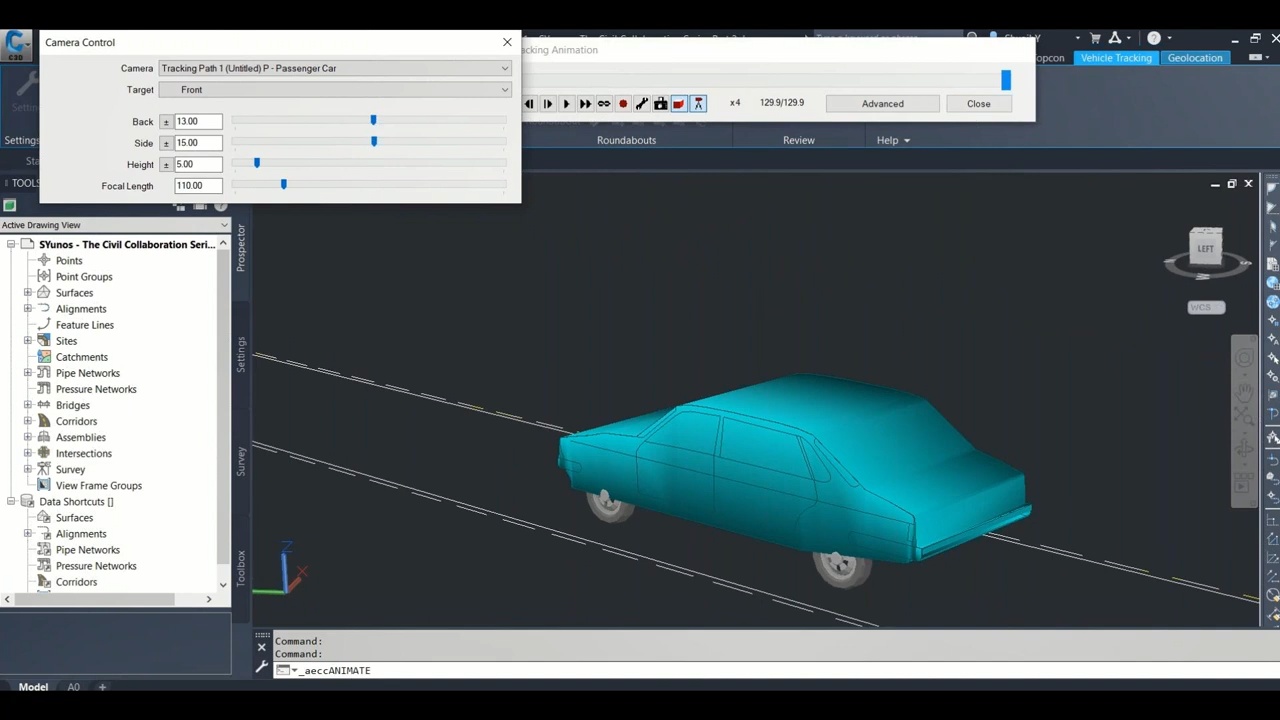 Camera Control
Camera Tracking Path 1 (Untitled) P - Passenger Car
Target Front
Back ± 13.00
Side ± 15.00
Height ± 5.00
Focal Length 110.00
acking Animation
x4 129.9/129.9 Advanced Close
C3D
Topcon Vehicle Tracking Geolocation
Settings
Roundabouts Review Help
TOOLS
Active Drawing View
SYunos - The Civil Collaboration Seri...
Points
Point Groups
Surfaces
Alignments
Feature Lines
Sites
Catchments
Pipe Networks
Pressure Networks
Bridges
Corridors
Assemblies
Intersections
Survey
View Frame Groups
Data Shortcuts []
Surfaces
Alignments
Pipe Networks
Pressure Networks
Corridors
Prospector
Settings
Survey
Toolbox
LEFT
S
W
WCS
Z
X
Command:
Command:
_aeccANIMATE
Model A0 +